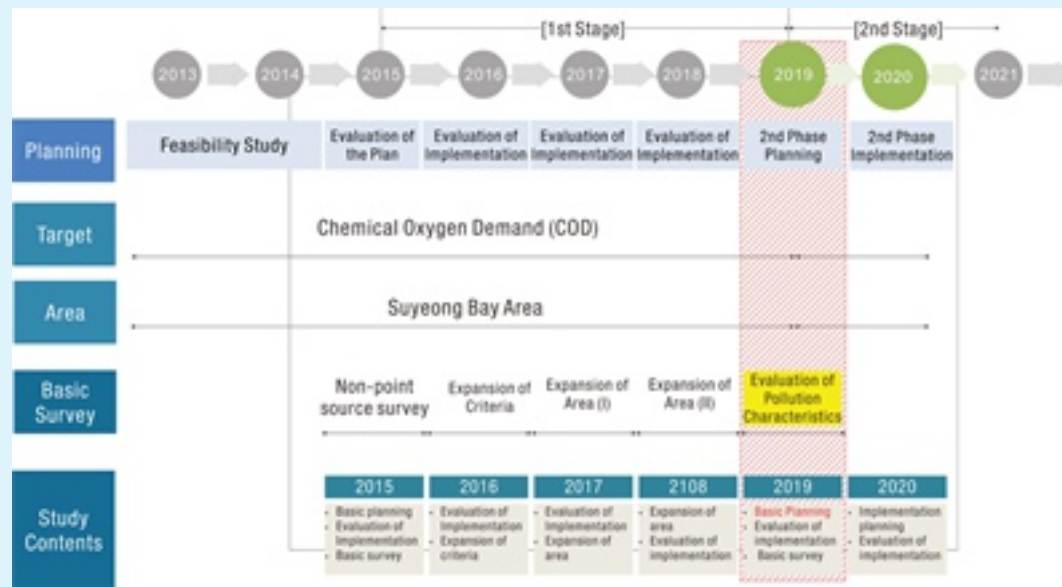 [1st Stage]
[2nd Stage]
2013
2014
2015
2016
2017
2018
2019
2020
2021
Planning
Feasibility Study
Evaluation of
the Plan
Evaluation of
Implementation
Evaluation of
Implementation
Evaluation of
Implementation
2nd Phase
Planning
2nd Phase
Implementation
Target
Chemical Oxygen Demand (COD)
Area
Suyeong Bay Area
Basic
Survey
Non-point
source survey
Expansion of
Criteria
Expansion of
Area (I)
Expansion of
Area (II)
Evaluation of
Pollution
Characteristics
Study
Contents
2015
- Basic planning
- Evaluation of
Implementation
- Basic survey
2016
- Evaluation of
Implementation
- Expansion of
criteria
2017
- Evaluation of
Implementation
- Expansion of
area
2108
- Expansion of
area
- Evaluation of
implementation
2019
- Basic Planning
- Evaluation of
implementation
- Basic survey
2020
- Implementation
planning
- Evaluation of
implementation